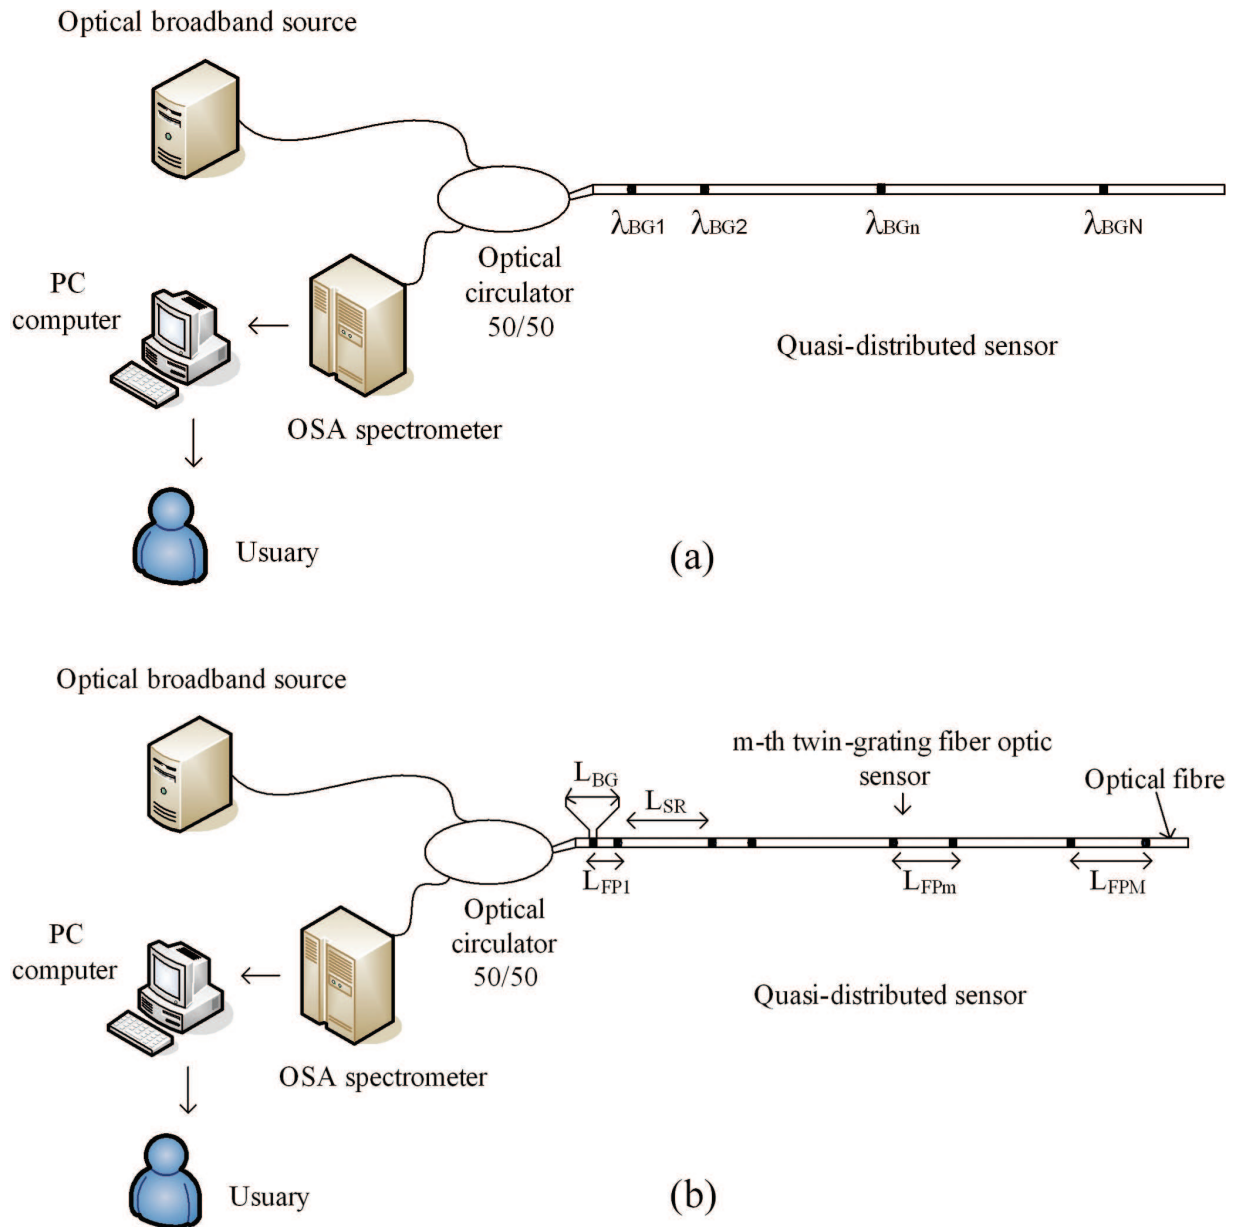 Optical broadband source
λBG1
λBG2
λBGn
λBGN
Optical
circulator
50/50
PC
computer
Quasi-distributed sensor
OSA spectrometer
Usuary
(a)
Optical broadband source
m-th twin-grating fiber optic
sensor
Optical fibre
LBG
LSR
LFP1
LFPm
LFPM
Optical
circulator
50/50
PC
computer
Quasi-distributed sensor
OSA spectrometer
Usuary
(b)